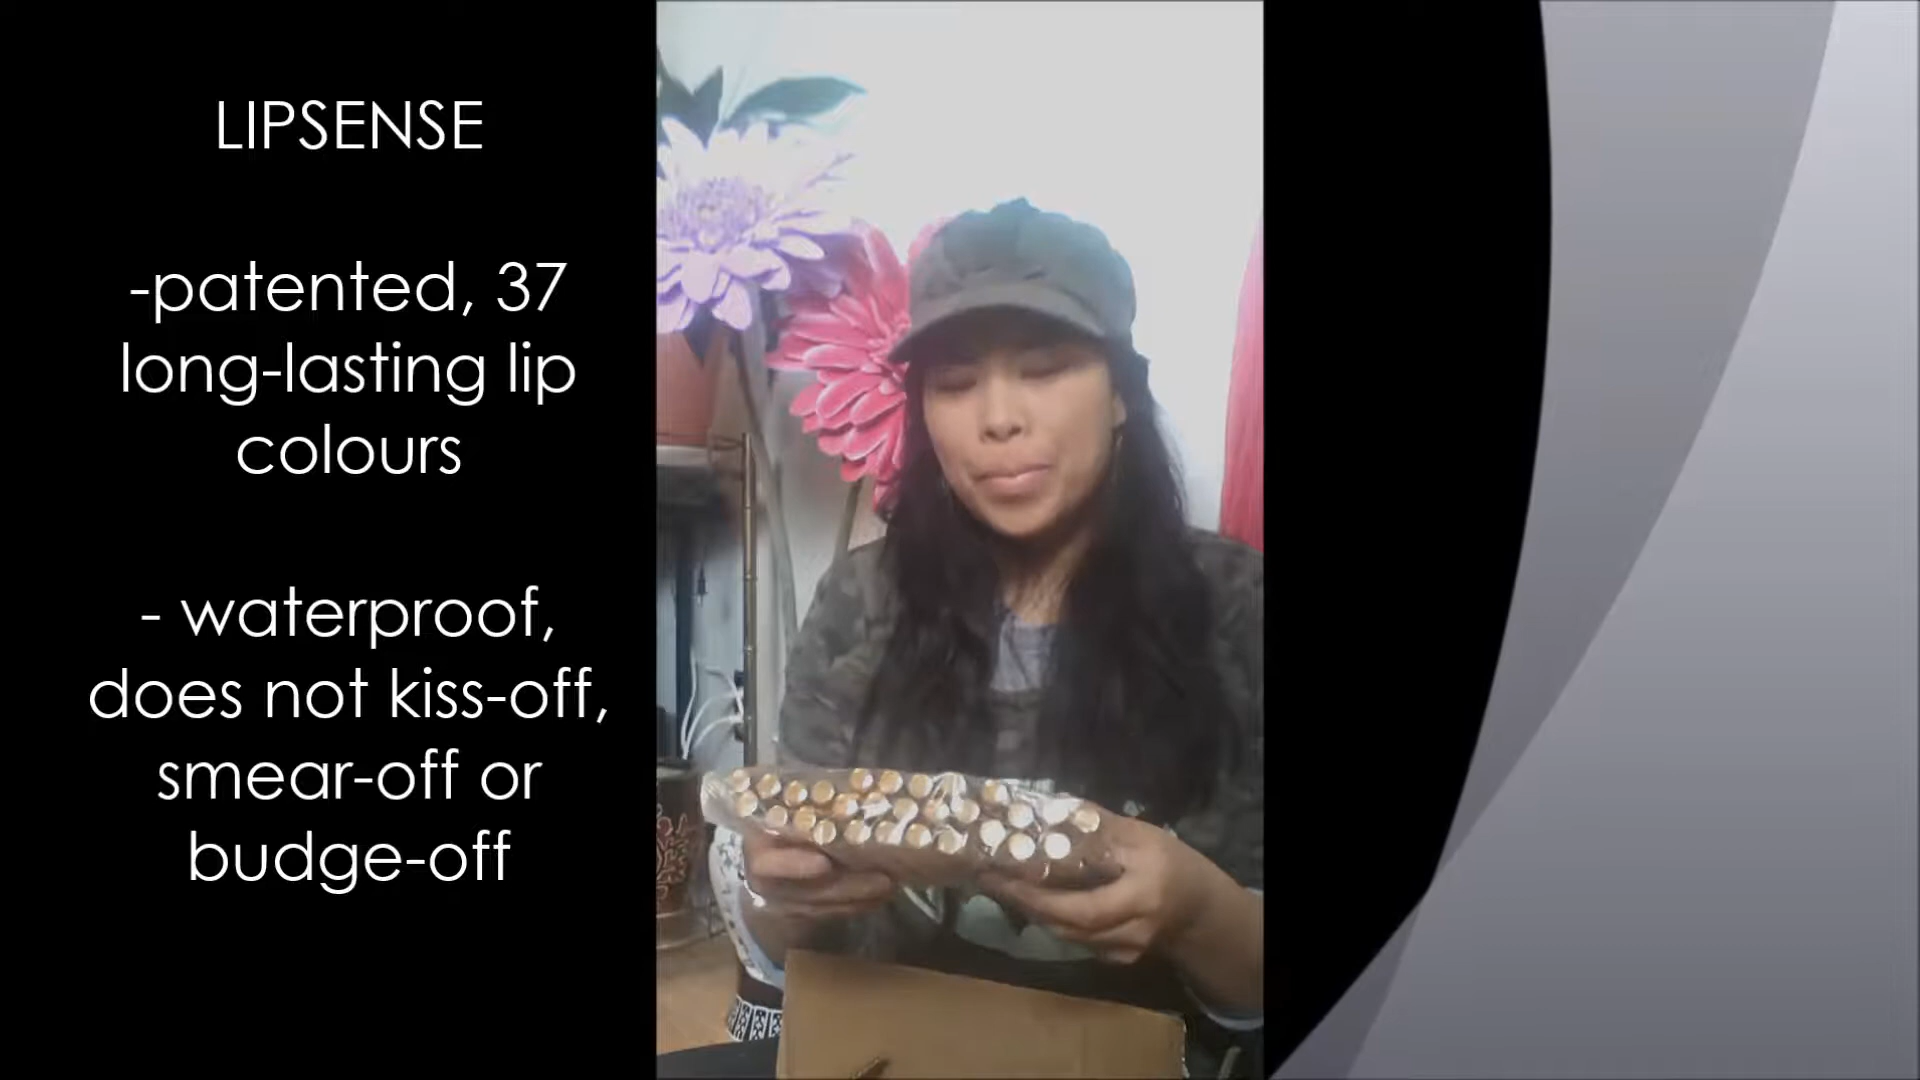 LIPSENSE
-patented, 37
long-lasting lip
colours
- waterproof,
does not kiss-off,
smear-off or
budge-off